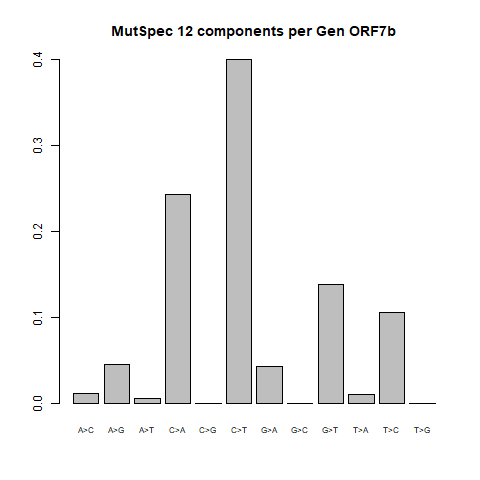 MutSpec 12 components per Gen ORF7b
0.4
0.3
0.2
0.1
0.0
A>C A>G A>T C>A C>G C>T G>A G>C G>T T>A T>C T>G